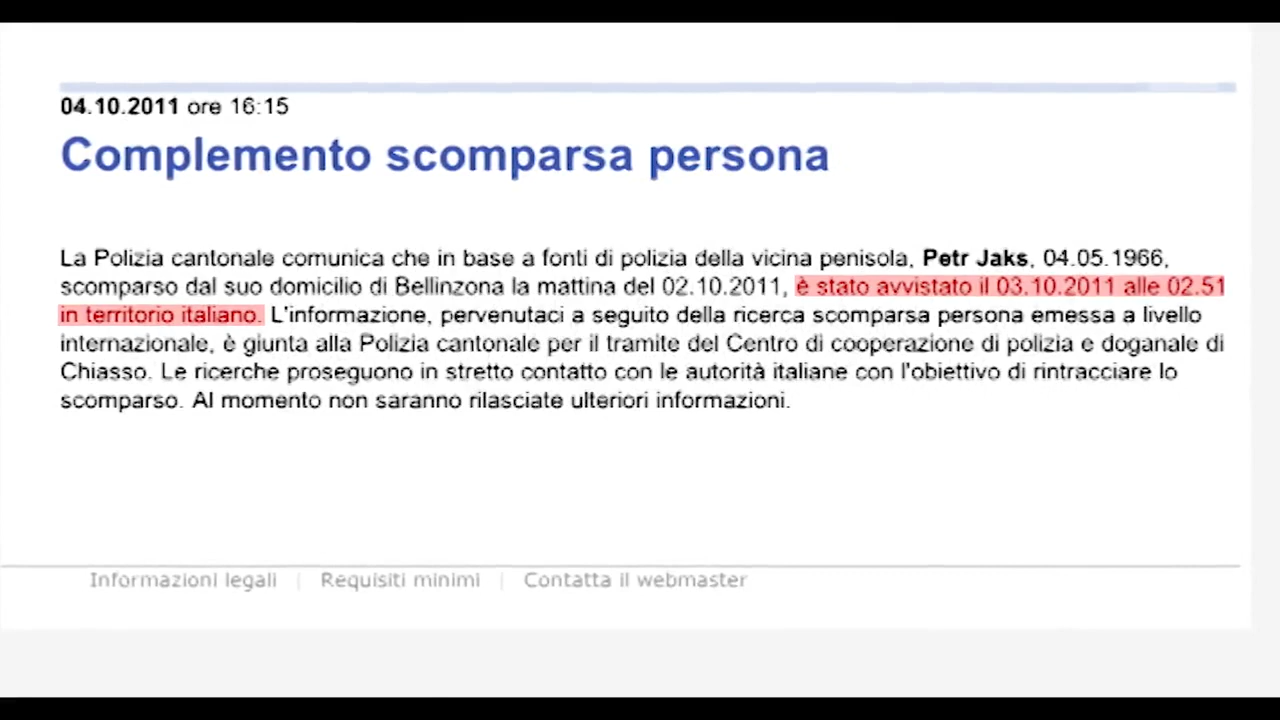 04.10.2011 ore 16:15
Complemento scomparsa persona
La Polizia cantonale comunica che in base a fonti di polizia della vicina penisola, Petr Jaks, 04.05.1966,
scomparso dal suo domicilio di Bellinzona la mattina del 02.10.2011, è stato avvistato il 03.10.2011 alle 02.51
in territorio italiano. L'informazione, pervenutaci a seguito della ricerca scomparsa persona emessa a livello
internazionale, è giunta alla Polizia cantonale per il tramite del Centro di cooperazione di polizia e doganale di
Chiasso. Le ricerche proseguono in stretto contatto con le autorità italiane con l'obiettivo di rintracciare lo
scomparso. Al momento non saranno rilasciate ulteriori informazioni.
Informazioni legali | Requisiti minimi | Contatta il webmaster